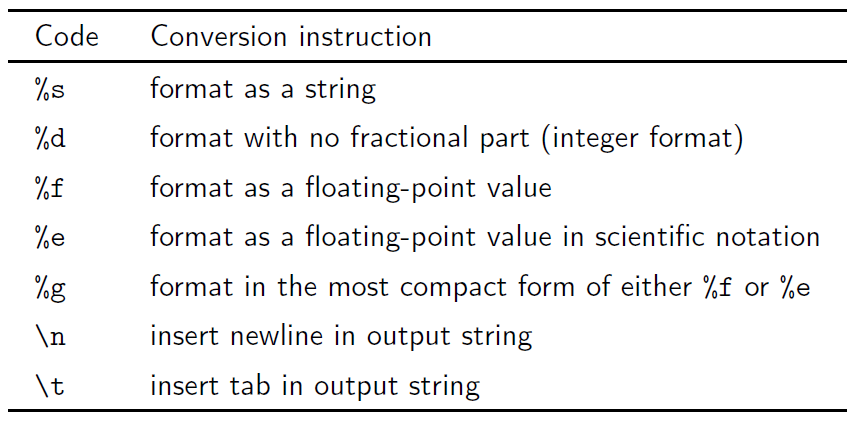 Code Conversion instruction
%s format as a string
%d format with no fractional part (integer format)
%f format as a floating-point value
%e format as a floating-point value in scientific notation
%g format in the most compact form of either %f or %e
\n insert newline in output string
\t insert tab in output string